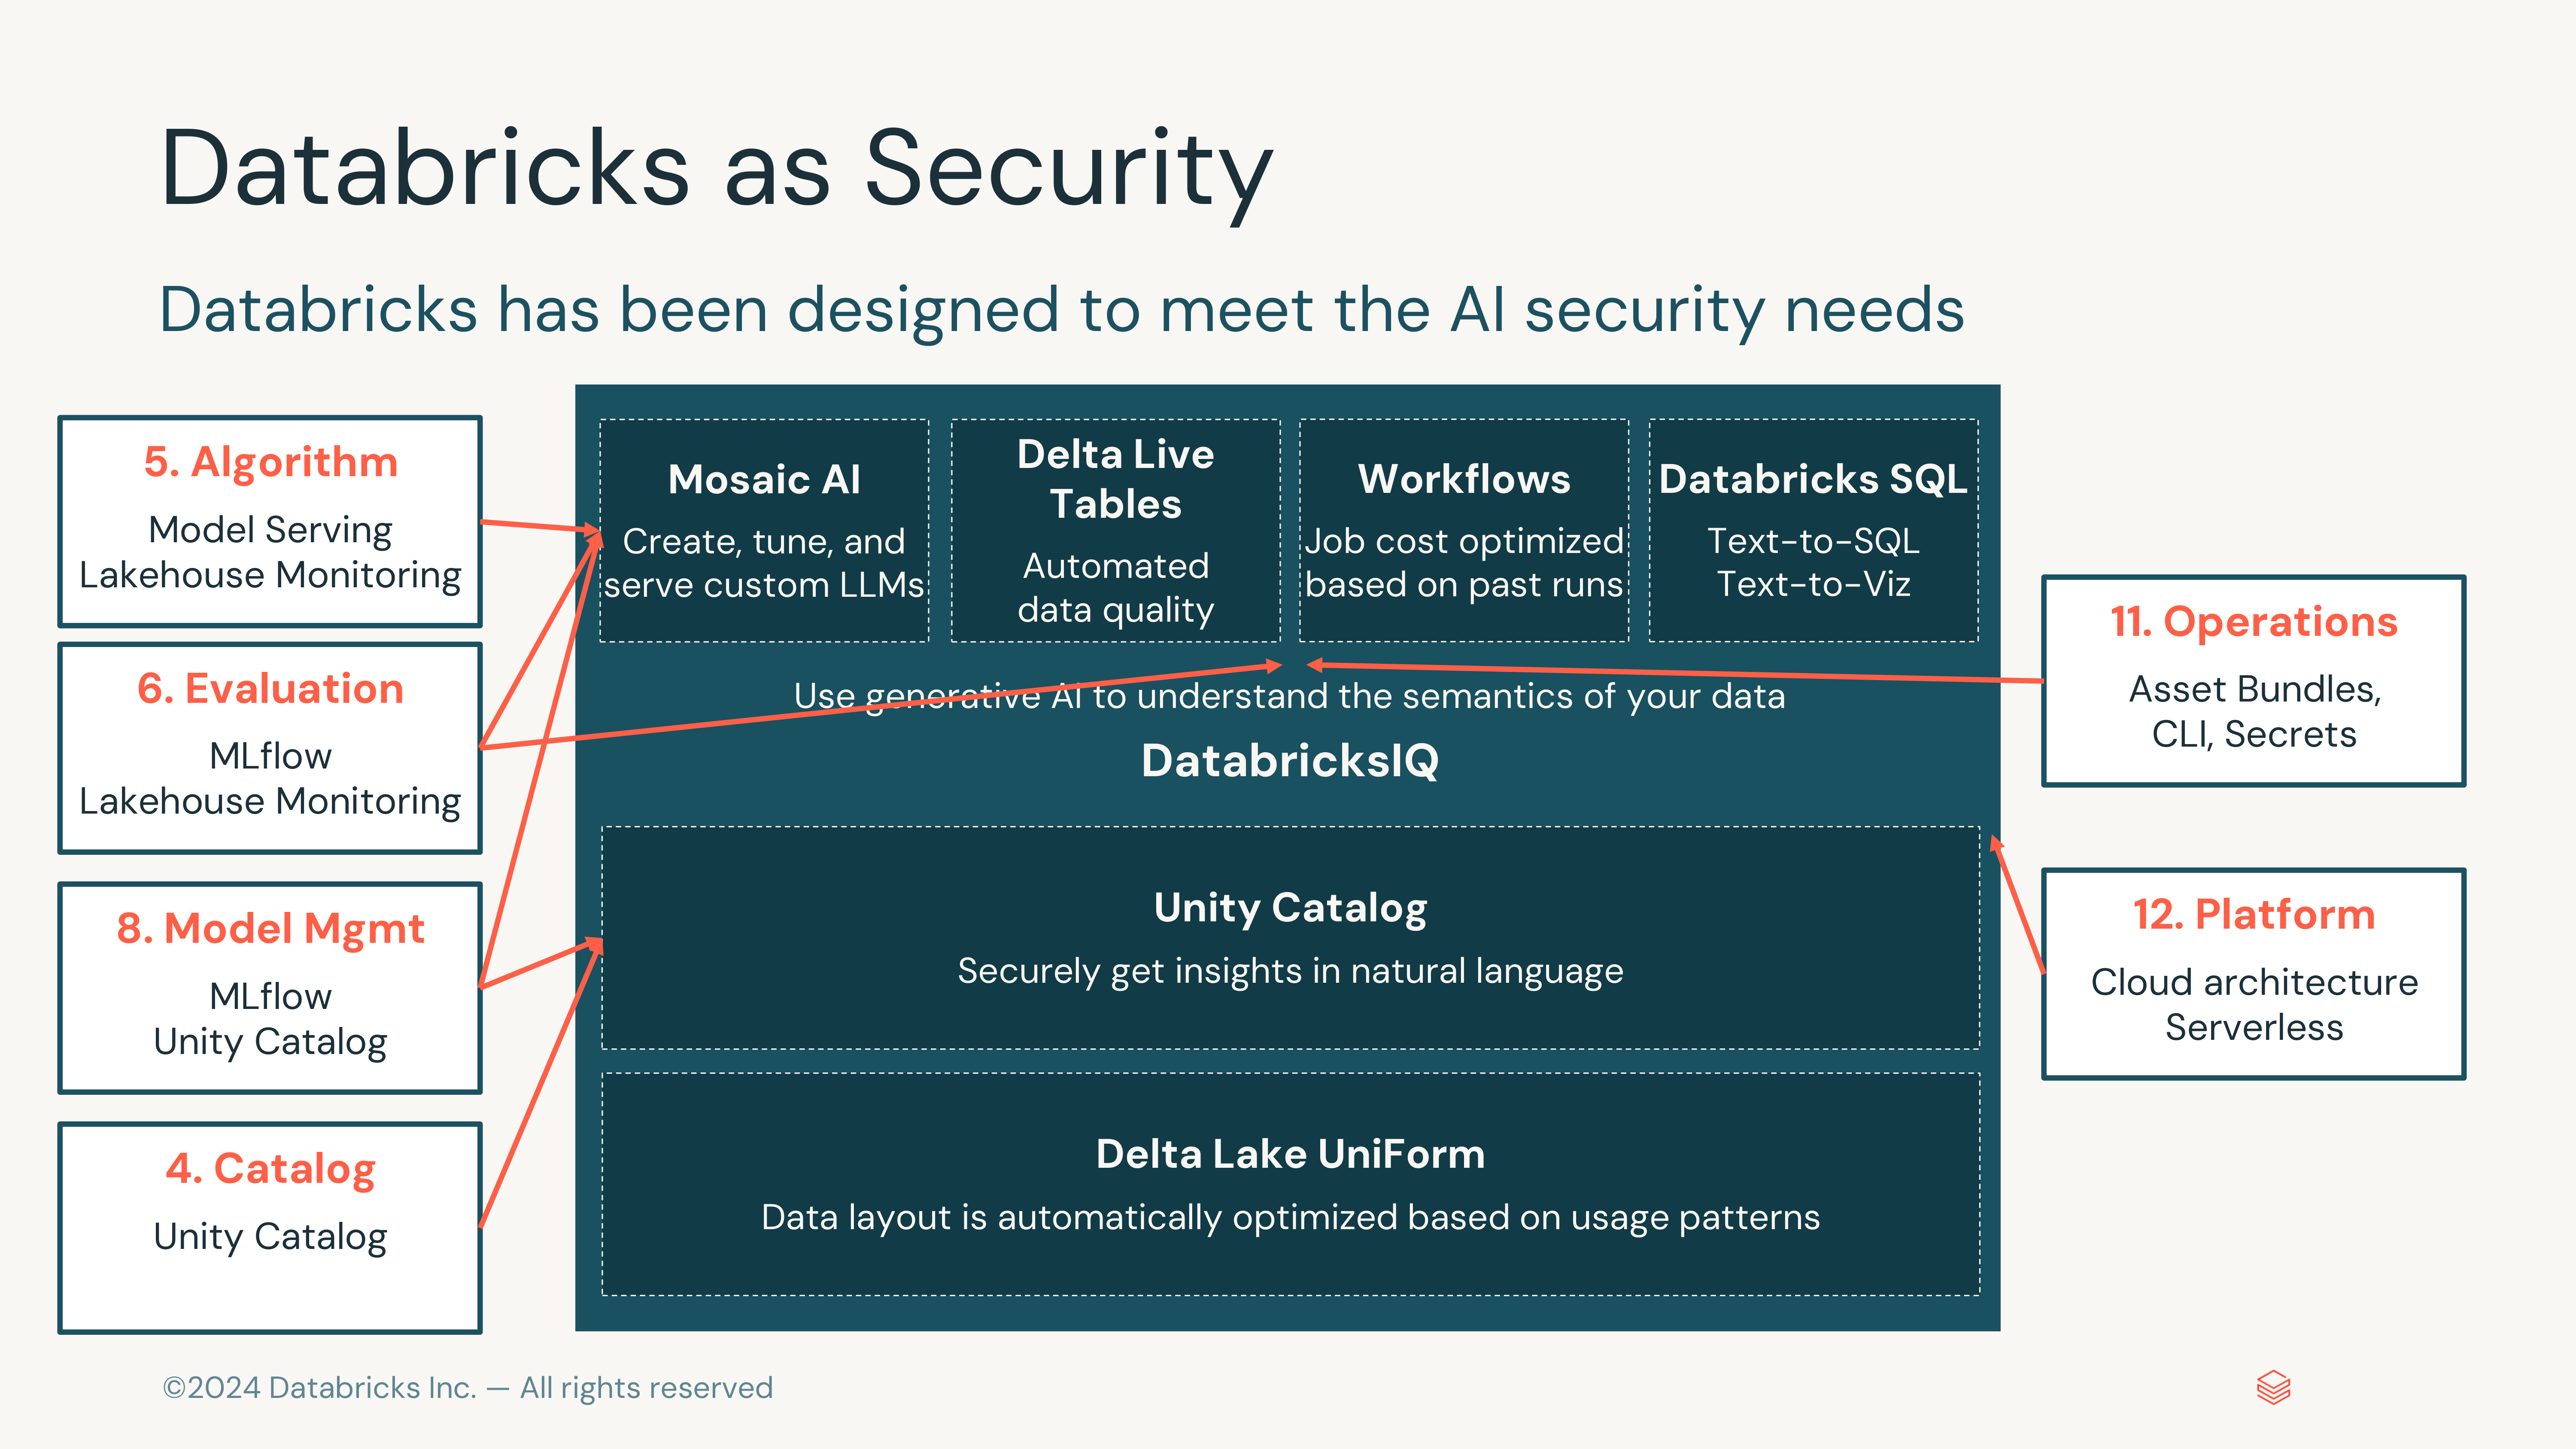 Databricks as Security
Databricks has been designed to meet the AI security needs
5. Algorithm
Model Serving
Lakehouse Monitoring
6. Evaluation
MLflow
Lakehouse Monitoring
8. Model Mgmt
MLflow
Unity Catalog
4. Catalog
Unity Catalog
Mosaic AI
Create, tune, and
serve custom LLMs
Delta Live
Tables
Automated
data quality
Workflows
Job cost optimized
based on past runs
Databricks SQL
Text-to-SQL
Text-to-Viz
Use generative AI to understand the semantics of your data
DatabricksIQ
Unity Catalog
Securely get insights in natural language
Delta Lake UniForm
Data layout is automatically optimized based on usage patterns
11. Operations
Asset Bundles,
CLI, Secrets
12. Platform
Cloud architecture
Serverless
©2024 Databricks Inc. — All rights reserved